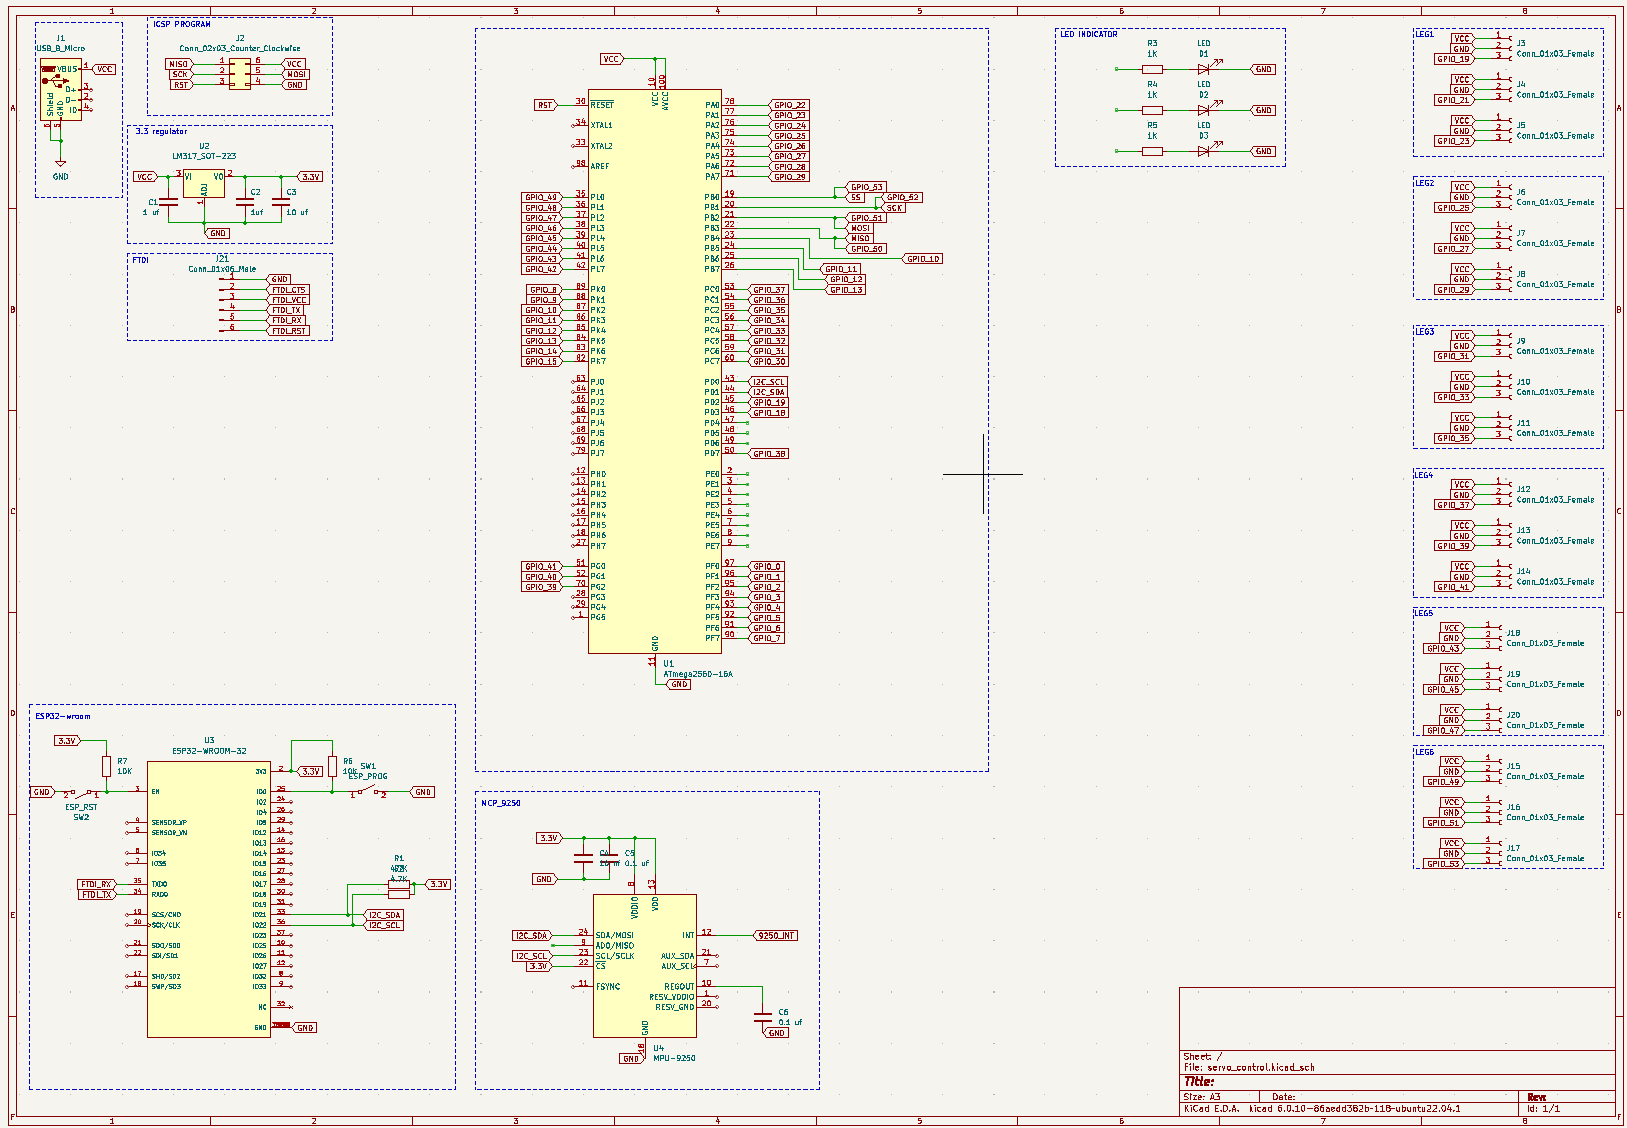 J1
USB_B_Micro
VBUS 1 VCC
D+ 3
D- 2
ID 4
Shield
GND
6 5
GND
ICSP PROGRAM
J2
Conn_02x03_Counter_Clockwise
MISO 1 6 VCC
SCK 2 5 MOSI
RST 3 4 GND
3.3 regulator
U2
LM317_SOT-223
VCC 3 VI VO 2 3.3V
ADJ
1
C1
1 uf
C2
1uf
C3
10 uf
GND
FTDI
J21
Conn_01x06_Male
1 GND
2 FTDI_CTS
3 FTDI_VCC
4 FTDI_TX
5 FTDI_RX
6 FTDI_RST
VCC
10 100
VCC
AVCC
RST 30 RESET
34 XTAL1
33 XTAL2
98 AREF
GPIO_49 35 PL0
GPIO_48 36 PL1
GPIO_47 37 PL2
GPIO_46 38 PL3
GPIO_45 39 PL4
GPIO_44 40 PL5
GPIO_43 41 PL6
GPIO_42 42 PL7
GPIO_8 89 PK0
GPIO_9 88 PK1
GPIO_10 87 PK2
GPIO_11 86 PK3
GPIO_12 85 PK4
GPIO_13 84 PK5
GPIO_14 83 PK6
GPIO_15 82 PK7
63 PJ0
64 PJ1
65 PJ2
66 PJ3
67 PJ4
68 PJ5
69 PJ6
79 PJ7
12 PH0
13 PH1
14 PH2
15 PH3
16 PH4
17 PH5
18 PH6
27 PH7
GPIO_41 51 PG0
GPIO_40 52 PG1
GPIO_39 70 PG2
28 PG3
29 PG4
1 PG5
PA0 78 GPIO_22
PA1 77 GPIO_23
PA2 76 GPIO_24
PA3 75 GPIO_25
PA4 74 GPIO_26
PA5 73 GPIO_27
PA6 72 GPIO_28
PA7 71 GPIO_29
PB0 19
PB1 20
PB2 21
PB3 22
PB4 23
PB5 24
PB6 25
PB7 26
GPIO_53
SS
GPIO_52
SCK
GPIO_51
MOSI
MISO
GPIO_50
GPIO_10
GPIO_11
GPIO_12
GPIO_13
PC0 53 GPIO_37
PC1 54 GPIO_36
PC2 55 GPIO_35
PC3 56 GPIO_34
PC4 57 GPIO_33
PC5 58 GPIO_32
PC6 59 GPIO_31
PC7 60 GPIO_30
PD0 43 I2C_SCL
PD1 44 I2C_SDA
PD2 45 GPIO_19
PD3 46 GPIO_18
PD4 47
PD5 48
PD6 49
PD7 50 GPIO_38
PE0 2
PE1 3
PE2 4
PE3 5
PE4 6
PE5 7
PE6 8
PE7 9
PF0 97 GPIO_0
PF1 96 GPIO_1
PF2 95 GPIO_2
PF3 94 GPIO_3
PF4 93 GPIO_4
PF5 92 GPIO_5
PF6 91 GPIO_6
PF7 90 GPIO_7
GND
11
GND
U1
ATmega2560-16A
LED INDICATOR
R3 LED
1k D1
GND
R4 LED
1k D2
GND
R5 LED
1k D3
GND
LEG1
VCC 1
GND 2
GPIO_19 3
J3
Conn_01x03_Female
VCC 1
GND 2
GPIO_21 3
J4
Conn_01x03_Female
VCC 1
GND 2
GPIO_23 3
J5
Conn_01x03_Female
LEG2
VCC 1
GND 2
GPIO_25 3
J6
Conn_01x03_Female
VCC 1
GND 2
GPIO_27 3
J7
Conn_01x03_Female
VCC 1
GND 2
GPIO_29 3
J8
Conn_01x03_Female
LEG3
VCC 1
GND 2
GPIO_31 3
J9
Conn_01x03_Female
VCC 1
GND 2
GPIO_33 3
J10
Conn_01x03_Female
VCC 1
GND 2
GPIO_35 3
J11
Conn_01x03_Female
LEG4
VCC 1
GND 2
GPIO_37 3
J12
Conn_01x03_Female
VCC 1
GND 2
GPIO_39 3
J13
Conn_01x03_Female
VCC 1
GND 2
GPIO_41 3
J14
Conn_01x03_Female
LEG5
VCC 1
GND 2
GPIO_43 3
J18
Conn_01x03_Female
VCC 1
GND 2
GPIO_45 3
J19
Conn_01x03_Female
VCC 1
GND 2
GPIO_47 3
J20
Conn_01x03_Female
LEG6
VCC 1
GND 2
GPIO_49 3
J15
Conn_01x03_Female
VCC 1
GND 2
GPIO_51 3
J16
Conn_01x03_Female
VCC 1
GND 2
GPIO_53 3
J17
Conn_01x03_Female
ESP32-wroom
3.3V
R7
10K
GND 2 1
ESP_RST
SW2
U3
ESP32-WROOM-32
3 EN
4 SENSOR_VP
5 SENSOR_VN
6 IO34
7 IO35
FTDI_RX 35 TXD0
FTDI_TX 34 RXD0
19 SCS/CMD
20 SCK/CLK
21 SDO/SD0
22 SDI/SD1
17 SHD/SD2
18 SWP/SD3
3V3 2 3.3V
IO0 25
IO2 24
IO4 26
IO5 29
IO12 14
IO13 16
IO14 13
IO15 23
IO16 27
IO17 28
IO18 30
IO19 31
IO21 33 I2C_SDA
IO22 36 I2C_SCL
IO23 37
IO25 10
IO26 11
IO27 12
IO32 8
IO33 9
NC 32
GND GND
R6
10K
SW1
ESP_PROG
1 2 GND
R1
4.7K
3.3V
MCP_9250
3.3V
C5
0.1 uf
GND
8 13
VDDIO
VDD
I2C_SDA 24 SDA/MOSI
9 AD0/MISO
I2C_SCL 23 SCL/SCLK
3.3V 22 CS
11 FSYNC
INT 12 9250_INT
AUX_SDA 21
AUX_SCL 7
REGOUT 10
RESV_VDDIO 1
RESV_GND 20
C6
0.1 uf
GND
GND
18
GND
U4
MPU-9250
Sheet: /
File: servo_control.kicad_sch
Title:
Size: A3 Date: Rev:
KiCad E.D.A. kicad 6.0.10-86aedd382b~118~ubuntu22.04.1 Id: 1/1